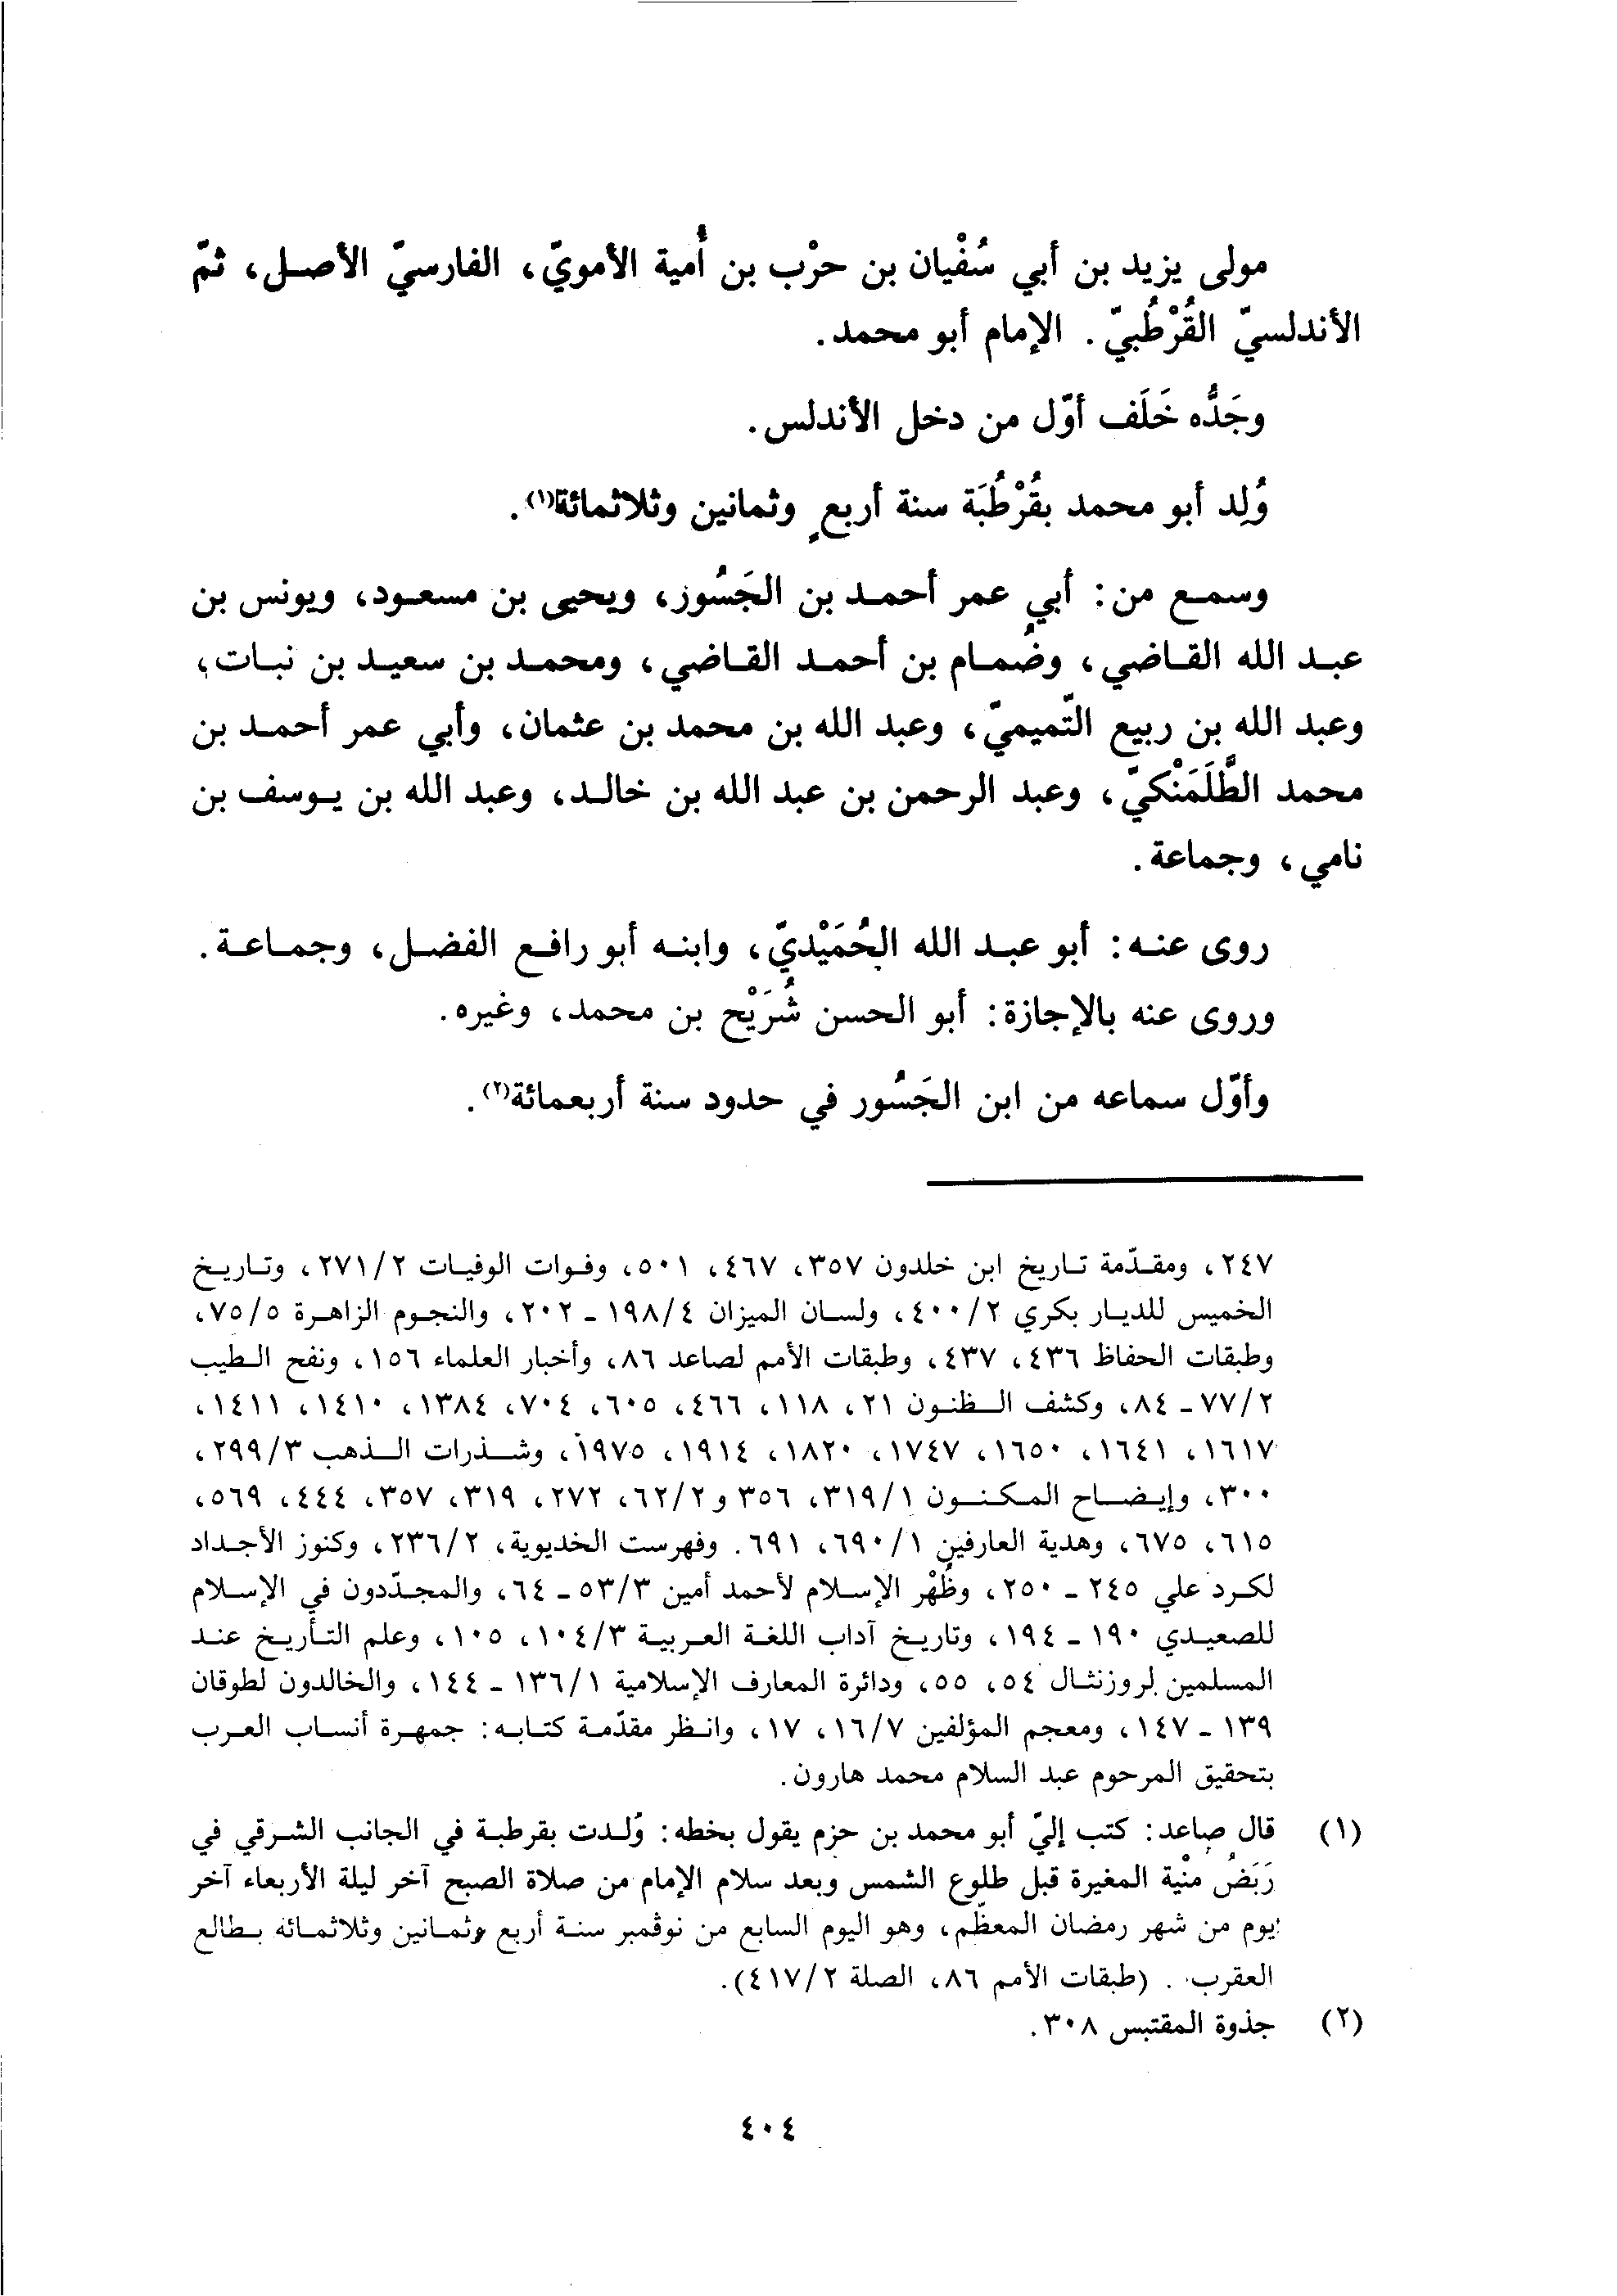 مولى يزيد بن أبي سُفْيان بن حرْب بن أُمية الأمويّ، الفارسيّ الأصل، ثمّ
الأندلسيّ القُرْطُبيّ. الإمام أبو محمد.
وجَدُّه خَلَف أوّل من دخل الأندلس.
وُلِد أبو محمد بقُرْطُبَة سنة أربعٍ وثمانين وثلاثمائة(١).
وسمع من: أبي عمر أحمد بن الجَسُوز، ويحيى بن مسعود، ويونس بن
عبد الله القاضي، وضُمام بن أحمد القاضي، ومحمد بن سعيد بن نبات،
وعبد الله بن ربيع التّميميّ، وعبد الله بن محمد بن عثمان، وأبي عمر أحمد بن
محمد الطَّلَمَنْكيّ، وعبد الرحمن بن عبد الله بن خالد، وعبد الله بن يوسف بن
نامي، وجماعة.
روى عنه: أبو عبد الله الحُمَيْديّ، وابنه أبو رافع الفضل، وجماعة.
وروى عنه بالإجازة: أبو الحسن شُرَيْح بن محمد، وغيره.
وأوّل سماعه من ابن الجَسُور في حدود سنة أربعمائة(٢).
٢٤٧، ومقدّمة تاريخ ابن خلدون ٣٥٧، ٤٦٧، ٥٠١، وفوات الوفيات ٢٧١/٢، وتاريخ
الخميس للديار بكري ٤٠٠/٢، ولسان الميزان ١٩٨/٤ - ٢٠٢، والنجوم الزاهرة ٧٥/٥،
وطبقات الحفاظ ٤٣٦، ٤٣٧، وطبقات الأمم لصاعد ٨٦، وأخبار العلماء ١٥٦، ونفح الطيب
٧٧/٢ - ٨٤، وكشف الظنون ٢١، ١١٨، ٤٦٦، ٦٠٥، ٧٠٤، ١٣٨٤، ١٤١٠، ١٤١١،
١٦١٧، ١٦٤١، ١٦٥٠، ١٧٤٧، ١٨٢٠، ١٩١٤، ١٩٧٥، وشذرات الذهب ٢٩٩/٣،
٣٠٠، وإيضاح المكنون ٣١٩/١، ٣٥٦ و٦٢/٢، ٢٧٢، ٣١٩، ٣٥٧، ٤٤٤، ٥٦٩،
٦١٥، ٦٧٥، وهدية العارفين ٦٩٠/١، ٦٩١. وفهرست الخديوية، ٢٣٦/٢، وكنوز الأجداد
لكرد علي ٢٤٥ - ٢٥٠، وظُهْر الإسلام لأحمد أمين ٥٣/٣ - ٦٤، والمجدّدون في الإسلام
للصعيدي ١٩٠ - ١٩٤، وتاريخ آداب اللغة العربية ١٠٤/٣، ١٠٥، وعلم التأريخ عند
المسلمين لروزنثال ٥٤، ٥٥، ودائرة المعارف الإسلامية ١٣٦/١ - ١٤٤، والخالدون لطوقان
١٣٩ - ١٤٧، ومعجم المؤلفين ١٦/٧، ١٧، وانظر مقدّمة كتابه: جمهرة أنساب العرب
بتحقيق المرحوم عبد السلام محمد هارون.
(١) قال صاعد: كتب إليّ أبو محمد بن حزم يقول بخطه: وُلدت بقرطبة في الجانب الشرقي في
رَبَضُ منْية المغيرة قبل طلوع الشمس وبعد سلام الإمام من صلاة الصبح آخر ليلة الأربعاء آخر
يوم من شهر رمضان المعظّم، وهو اليوم السابع من نوڤمبر سنة أربع وثمانين وثلاثمائه بطالع
العقرب. (طبقات الأمم ٨٦، الصلة ٤١٧/٢).
(٢) جذوة المقتبس ٣٠٨.
٤٠٤